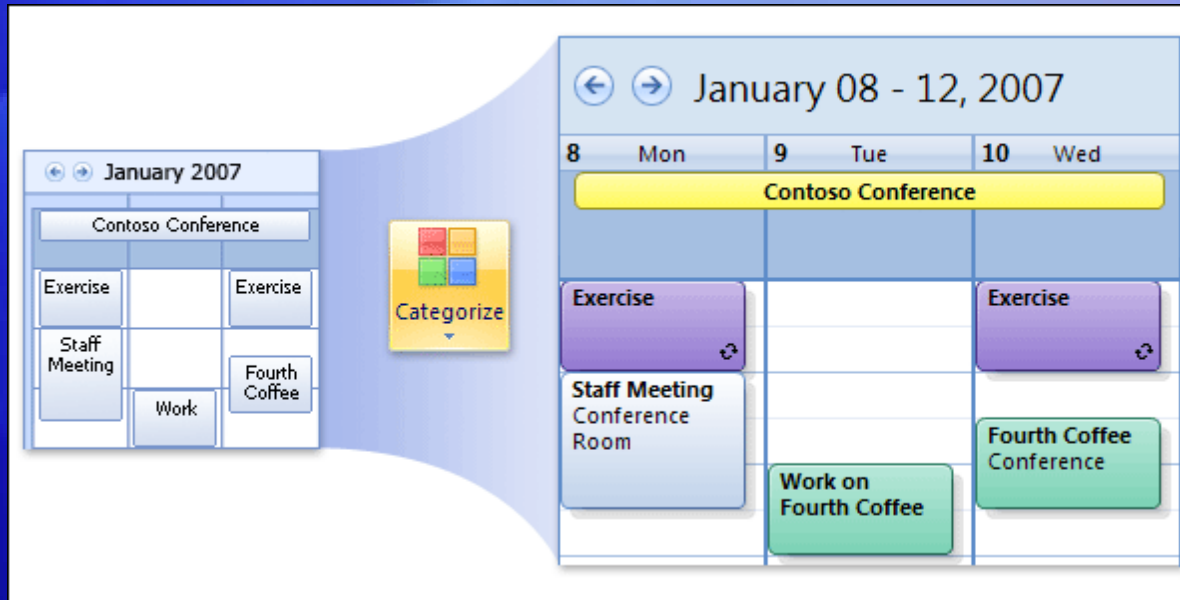 January 2007
Contoso Conference
Exercise
Exercise
Staff
Meeting
Fourth
Coffee
Work
Categorize
January 08 - 12, 2007
8 Mon
9 Tue
10 Wed
Contoso Conference
Exercise
Exercise
Staff Meeting
Conference
Room
Fourth Coffee
Conference
Work on
Fourth Coffee